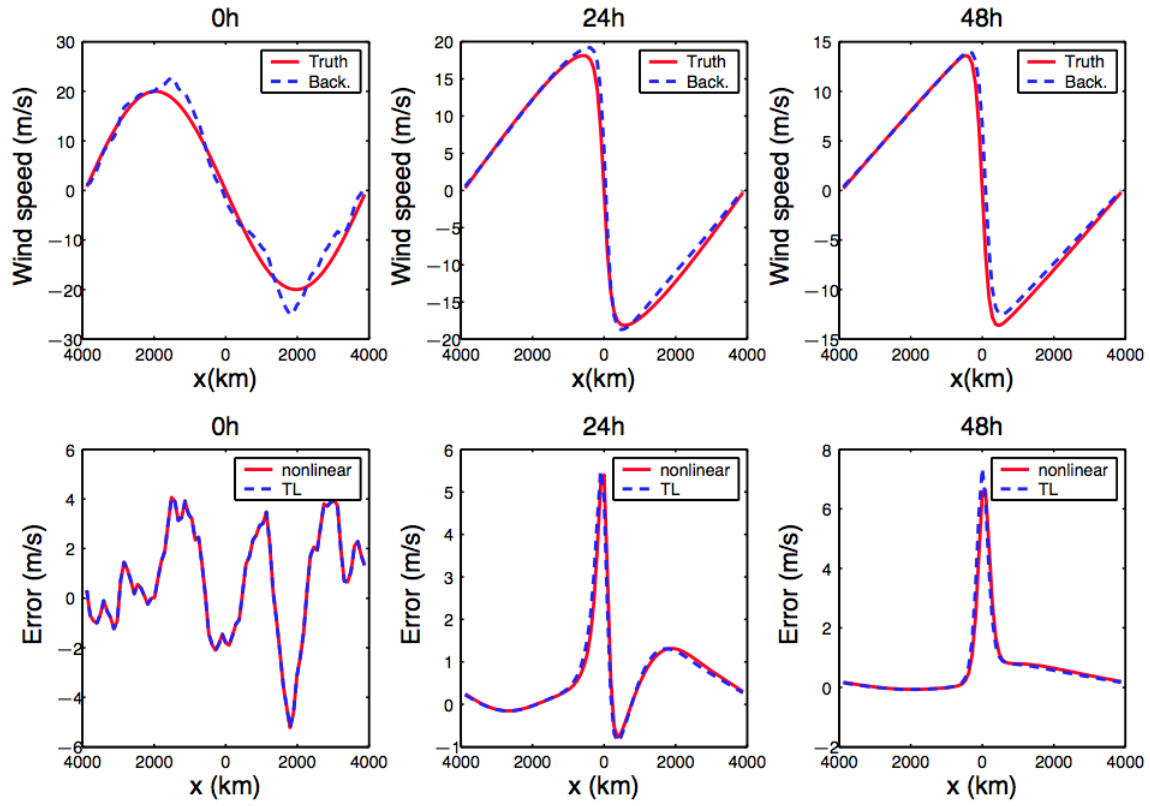 0h 24h 48h
30 20 15
Truth Truth Truth
Back. Back. Back.
20 15 10
10 10 5
5
0 0 0
−5
−10 −10 −5
−20 −15 −10
−30 −20 −15
Wind speed (m/s) Wind speed (m/s) Wind speed (m/s)
4000 2000 0 2000 4000 4000 2000 0 2000 4000 4000 2000 0 2000 4000
x(km) x(km) x(km)
0h 24h 48h
6 6 8
nonlinear nonlinear nonlinear
TL TL TL
4 5 6
2 4 4
3
0 2 2
−2 1
−4 0 0
−6 −1 −2
Error (m/s) Error (m/s) Error (m/s)
4000 2000 0 2000 4000 4000 2000 0 2000 4000 4000 2000 0 2000 4000
x (km) x (km) x (km)